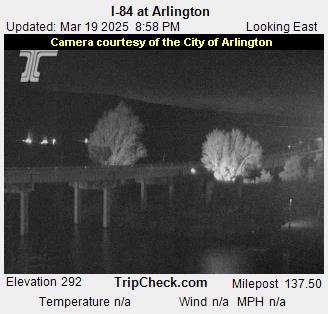 I-84 at Arlington
Updated: Mar 19 2025 8:58 PM Looking East
Camera courtesy of the City of Arlington
Elevation 292 TripCheck.com Milepost 137.50
Temperature n/a Wind n/a MPH n/a